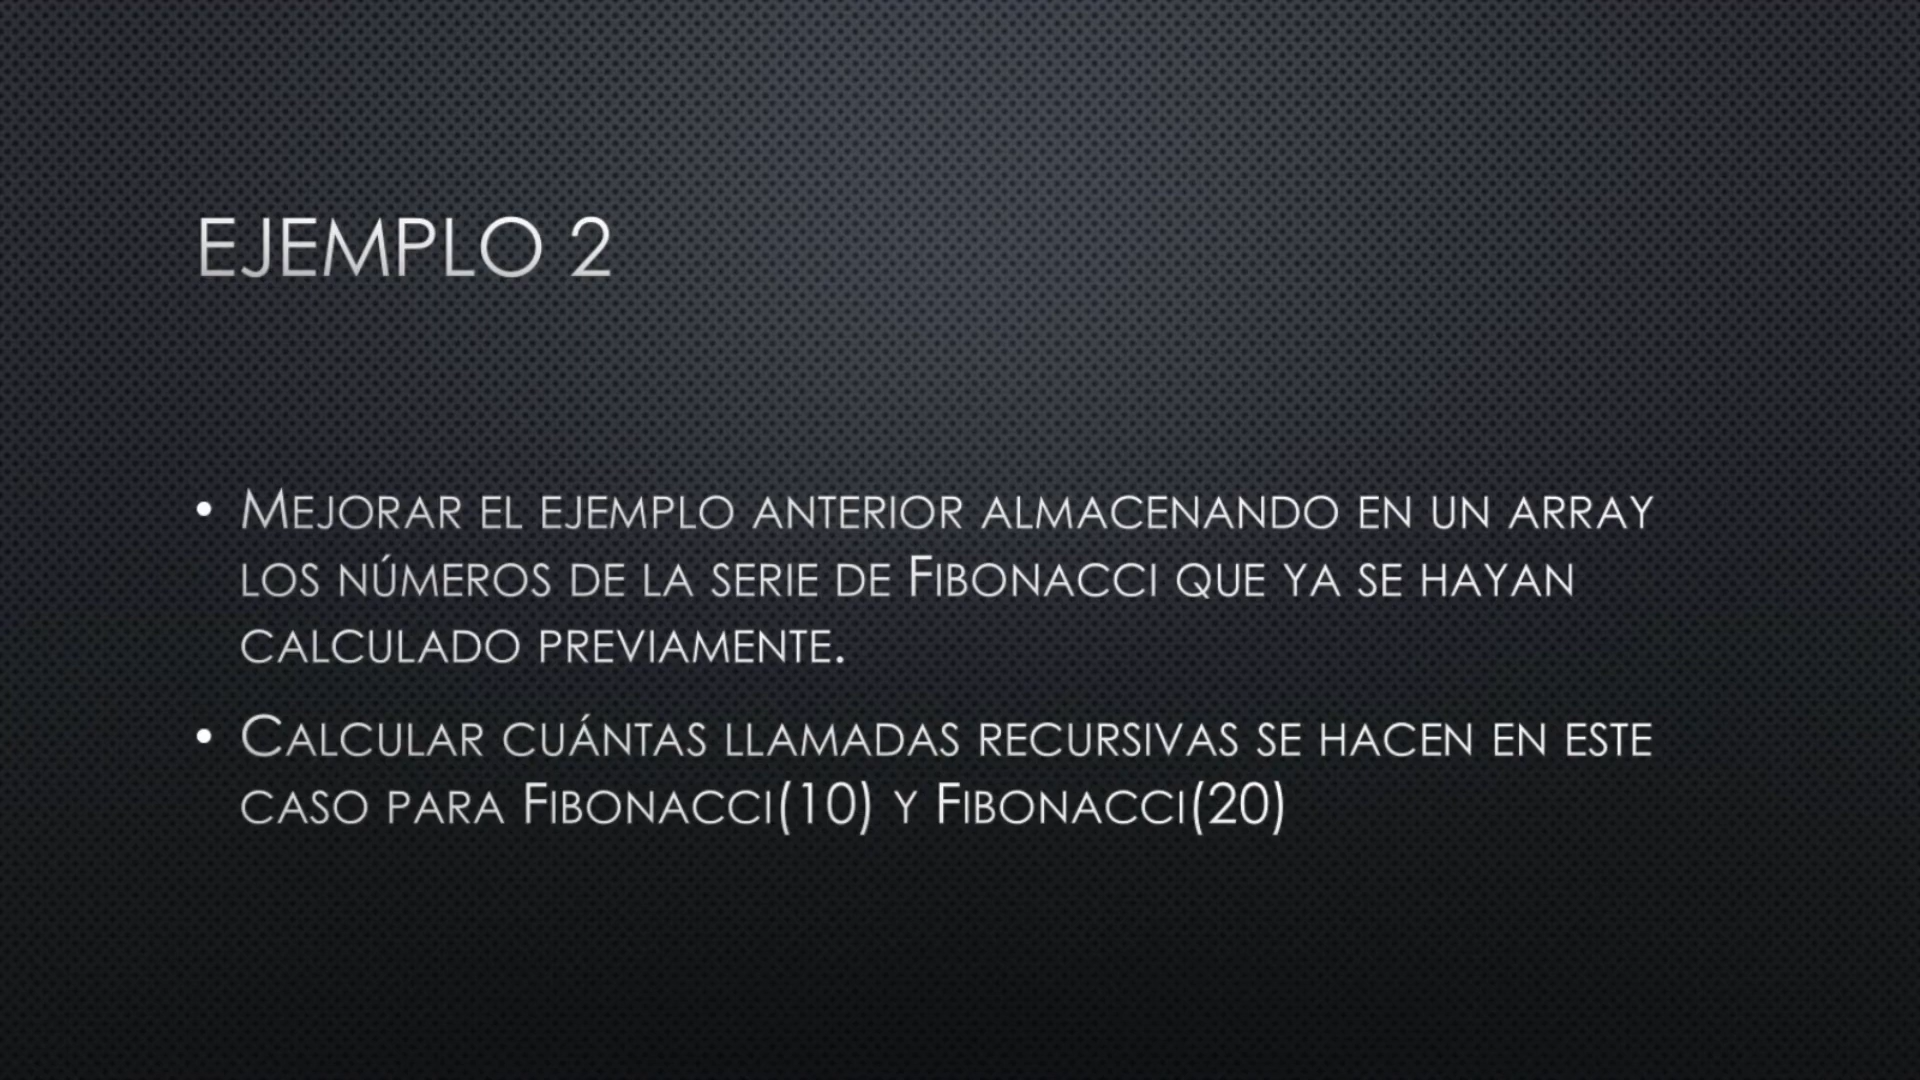 EJEMPLO 2
• MEJORAR EL EJEMPLO ANTERIOR ALMACENANDO EN UN ARRAY
LOS NÚMEROS DE LA SERIE DE FIBONACCI QUE YA SE HAYAN
CALCULADO PREVIAMENTE.
• CALCULAR CUÁNTAS LLAMADAS RECURSIVAS SE HACEN EN ESTE
CASO PARA FIBONACCI(10) Y FIBONACCI(20)